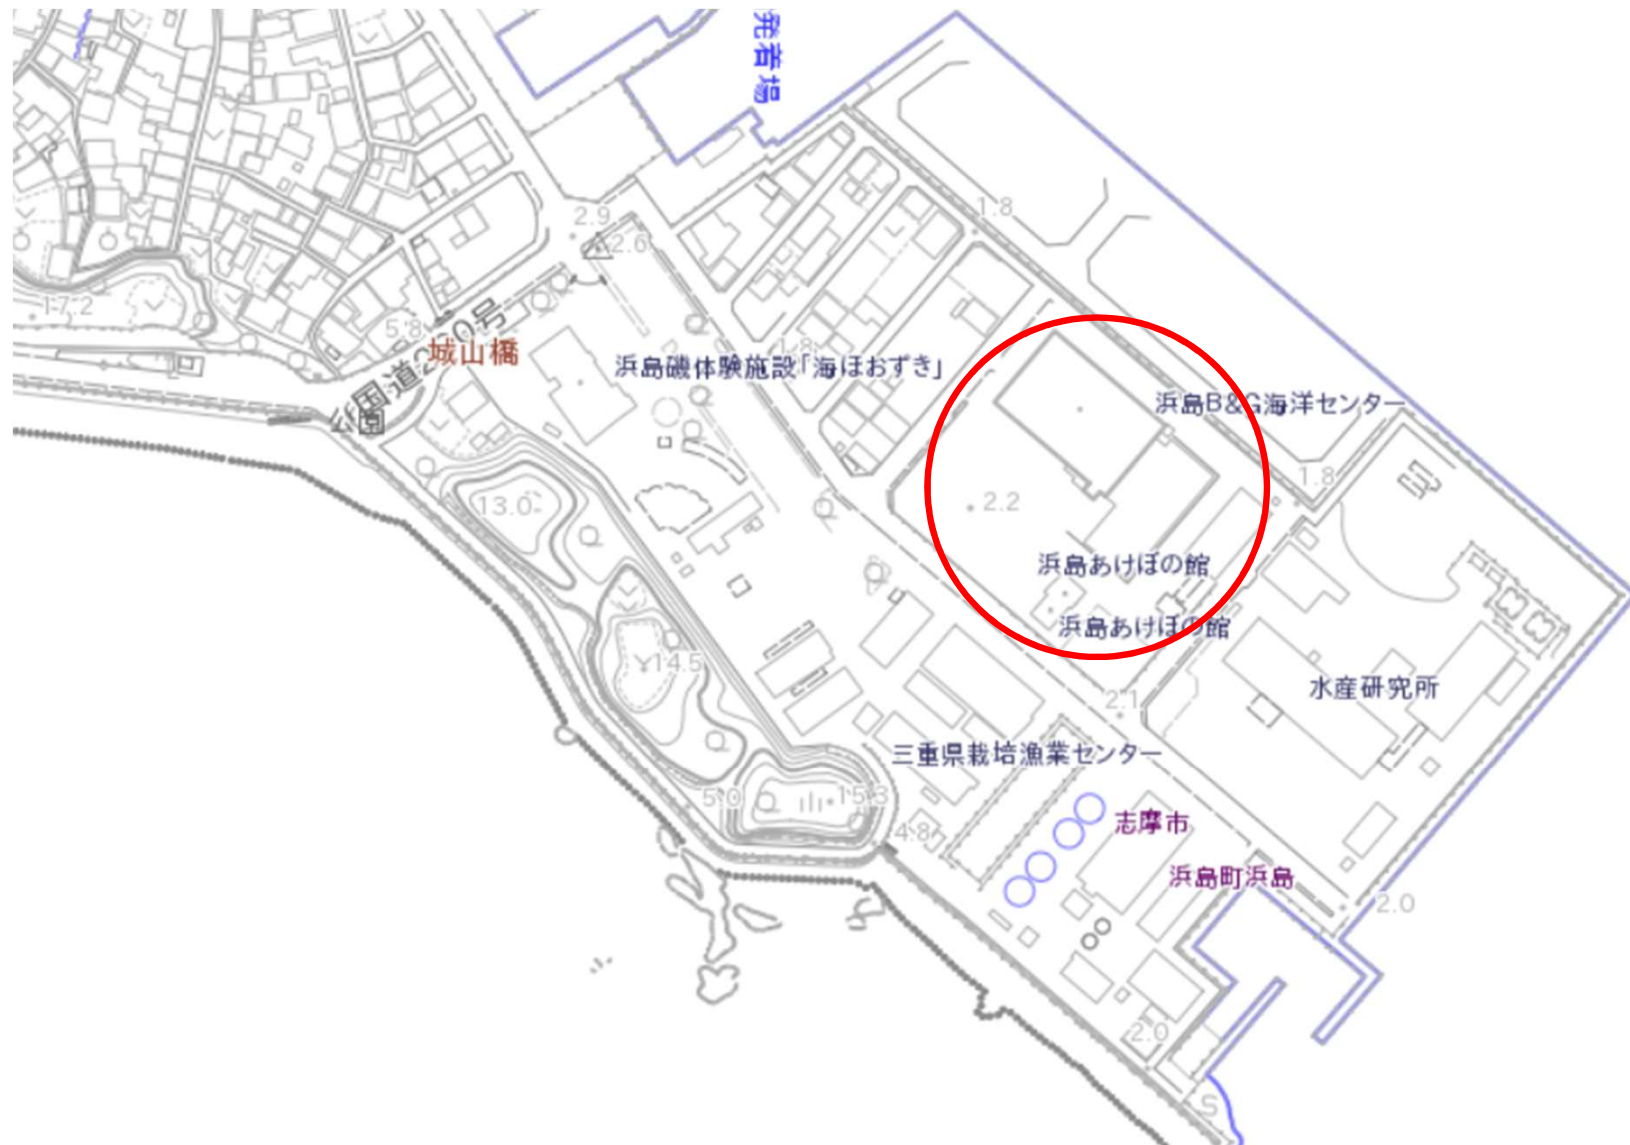 発着場
1.8
2.9
2.6
17.2
5.8
国道260号
城山橋
1.8
浜島磯体験施設「海ほおずき」
浜島B&G海洋センター
公園
1.8
13.0
2.2
浜島あけぼの館
浜島あけぼの館
14.5
水産研究所
2.1
三重県栽培漁業センター
5.0
15.3
志摩市
4.8
浜島町浜島
2.0
2.0
S